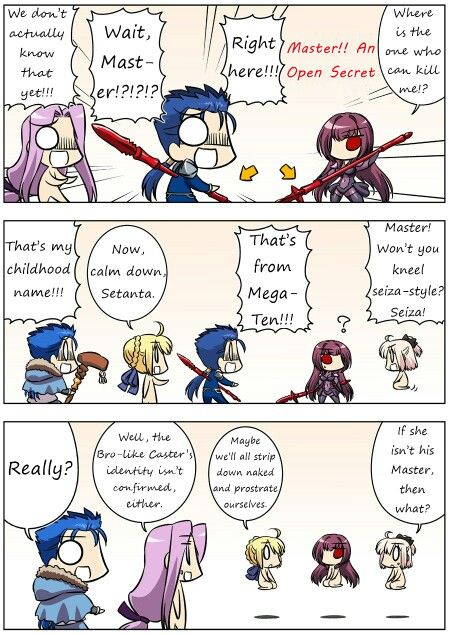 Where
is the
one who
can kill
me!?
Master!! An
Open Secret
Right
here!!!
Wait,
Mast-
er!?!?!?
We don't
actually
know
that
yet!!!
Master!
Won't you
kneel
seiza-style?
Seiza!
?
That's
from
Mega-
Ten!!!
Now,
calm down,
Setanta.
That's my
childhood
name!!!
If she
isn't his
Master,
then
what?
Maybe
we'll all strip
down naked
and prostrate
ourselves.
Well, the
Bro-like Caster's
identity isn't
confirmed,
either.
Really?